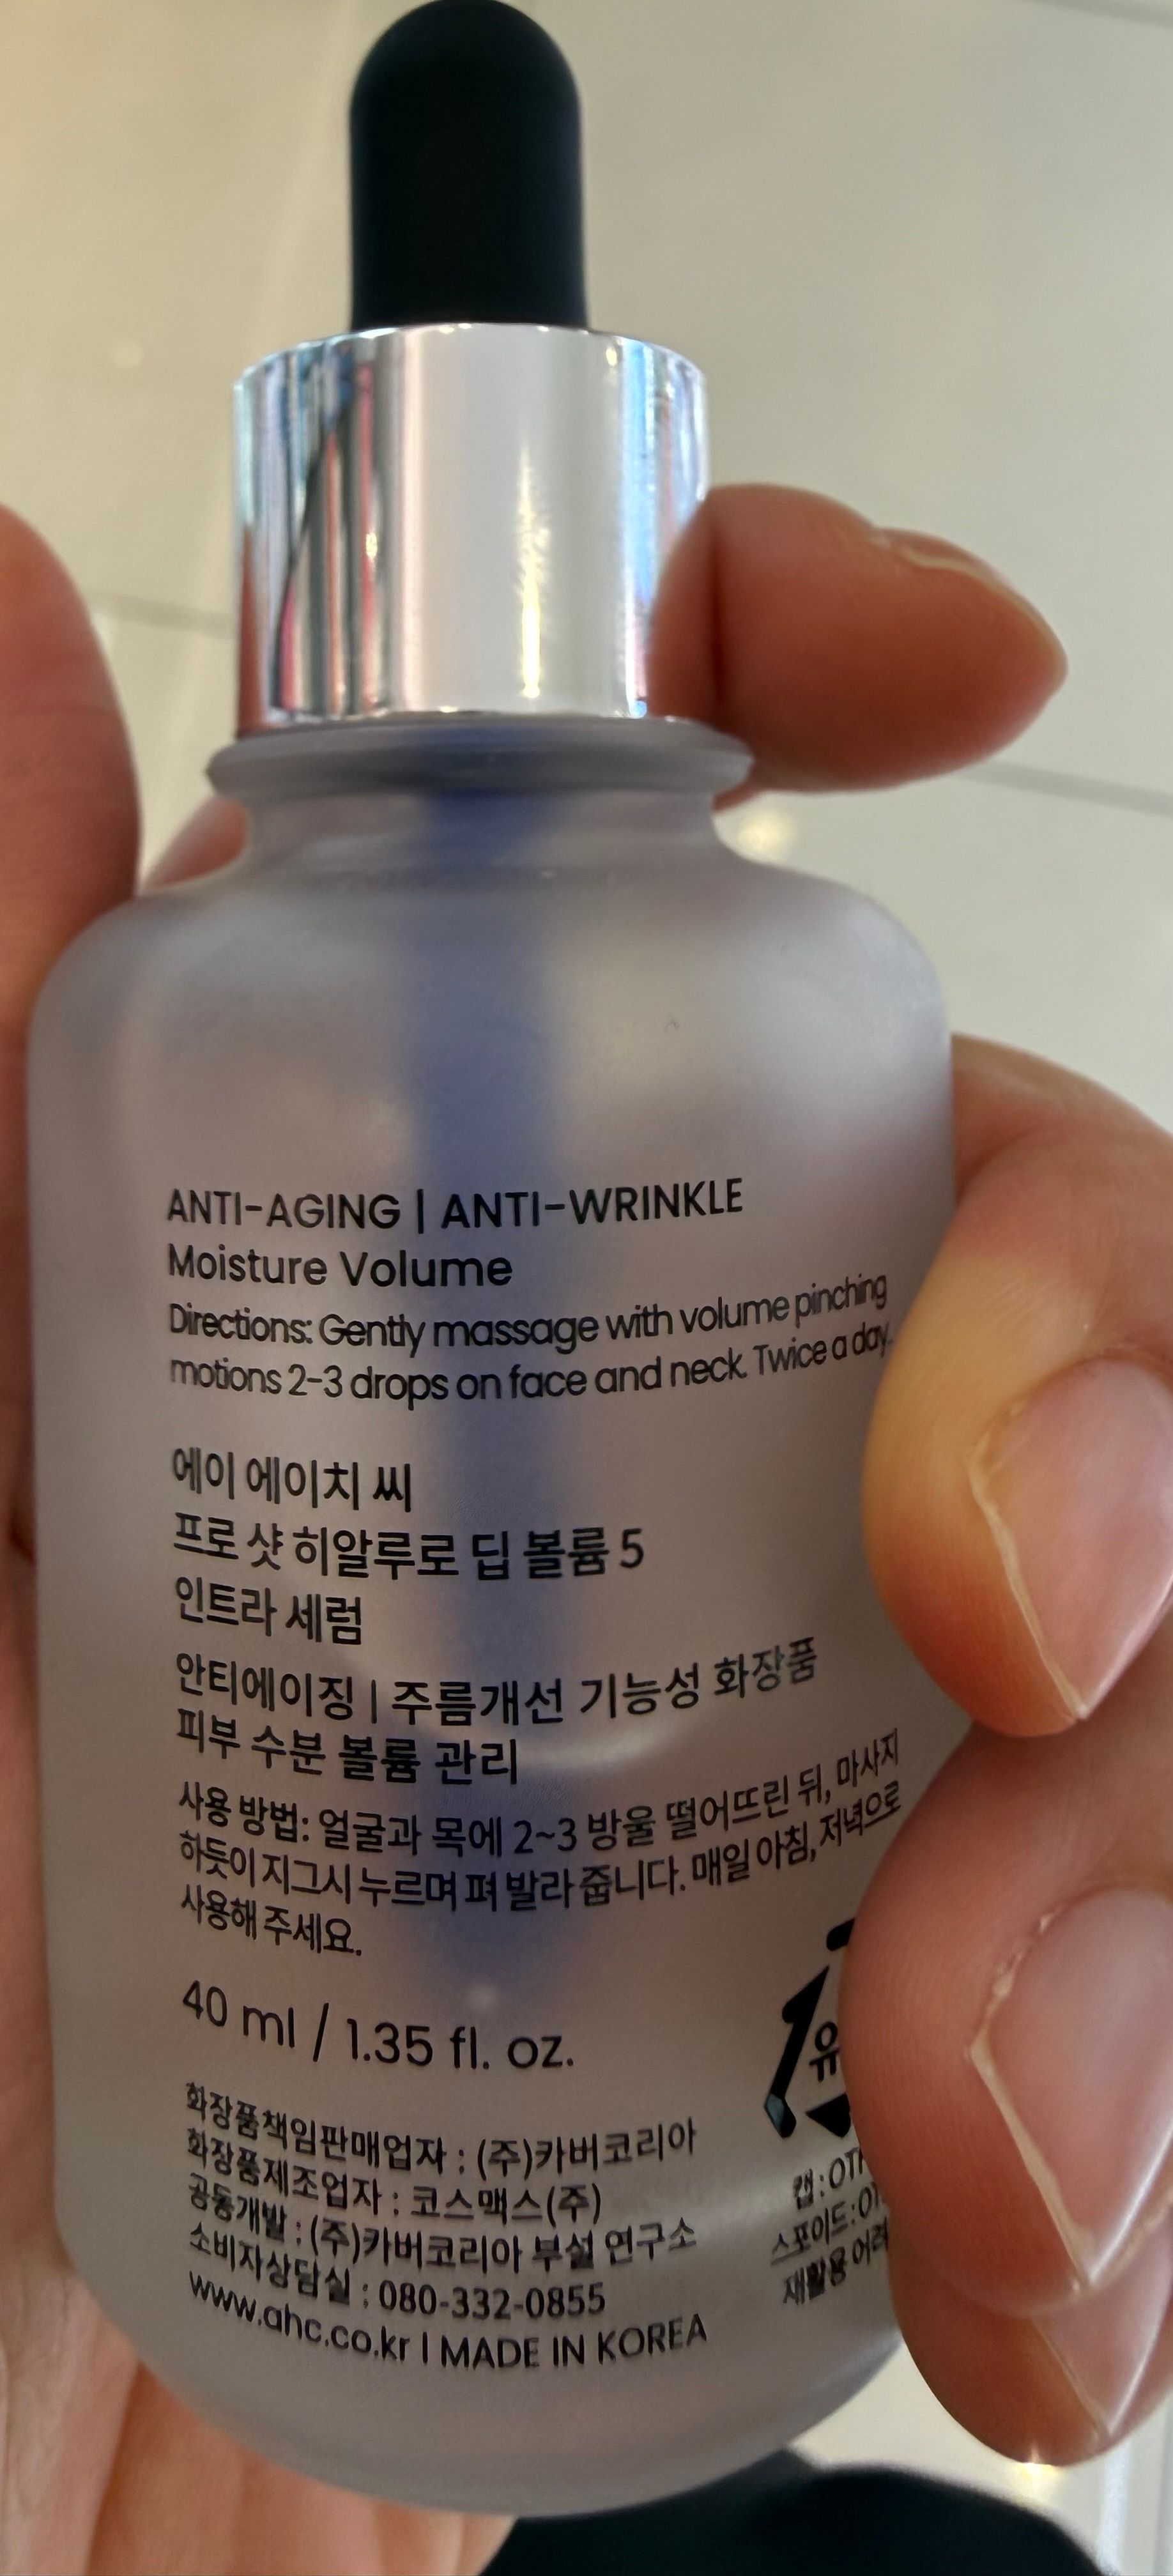 ANTI-AGING | ANTI-WRINKLE
Moisture Volume
Directions: Gently massage with volume pinching
motions 2-3 drops on face and neck. Twice a day.
에이 에이치 씨
프로 샷 히알루로 딥 볼륨 5
인트라 세럼
안티에이징 | 주름개선 기능성 화장품
피부 수분 볼륨 관리
사용 방법: 얼굴과 목에 2~3 방울 떨어뜨린 뒤, 마사지
하듯이 지그시 누르며 펴 발라 줍니다. 매일 아침, 저녁으로
사용해 주세요.
40 ml / 1.35 fl. oz.
화장품책임판매업자 : (주)카버코리아
화장품제조업자 : 코스맥스(주)
공동개발 : (주)카버코리아 부설 연구소
소비자상담실 : 080-332-0855
www.ahc.co.kr | MADE IN KOREA
캡 :
스포이드 :
재활용